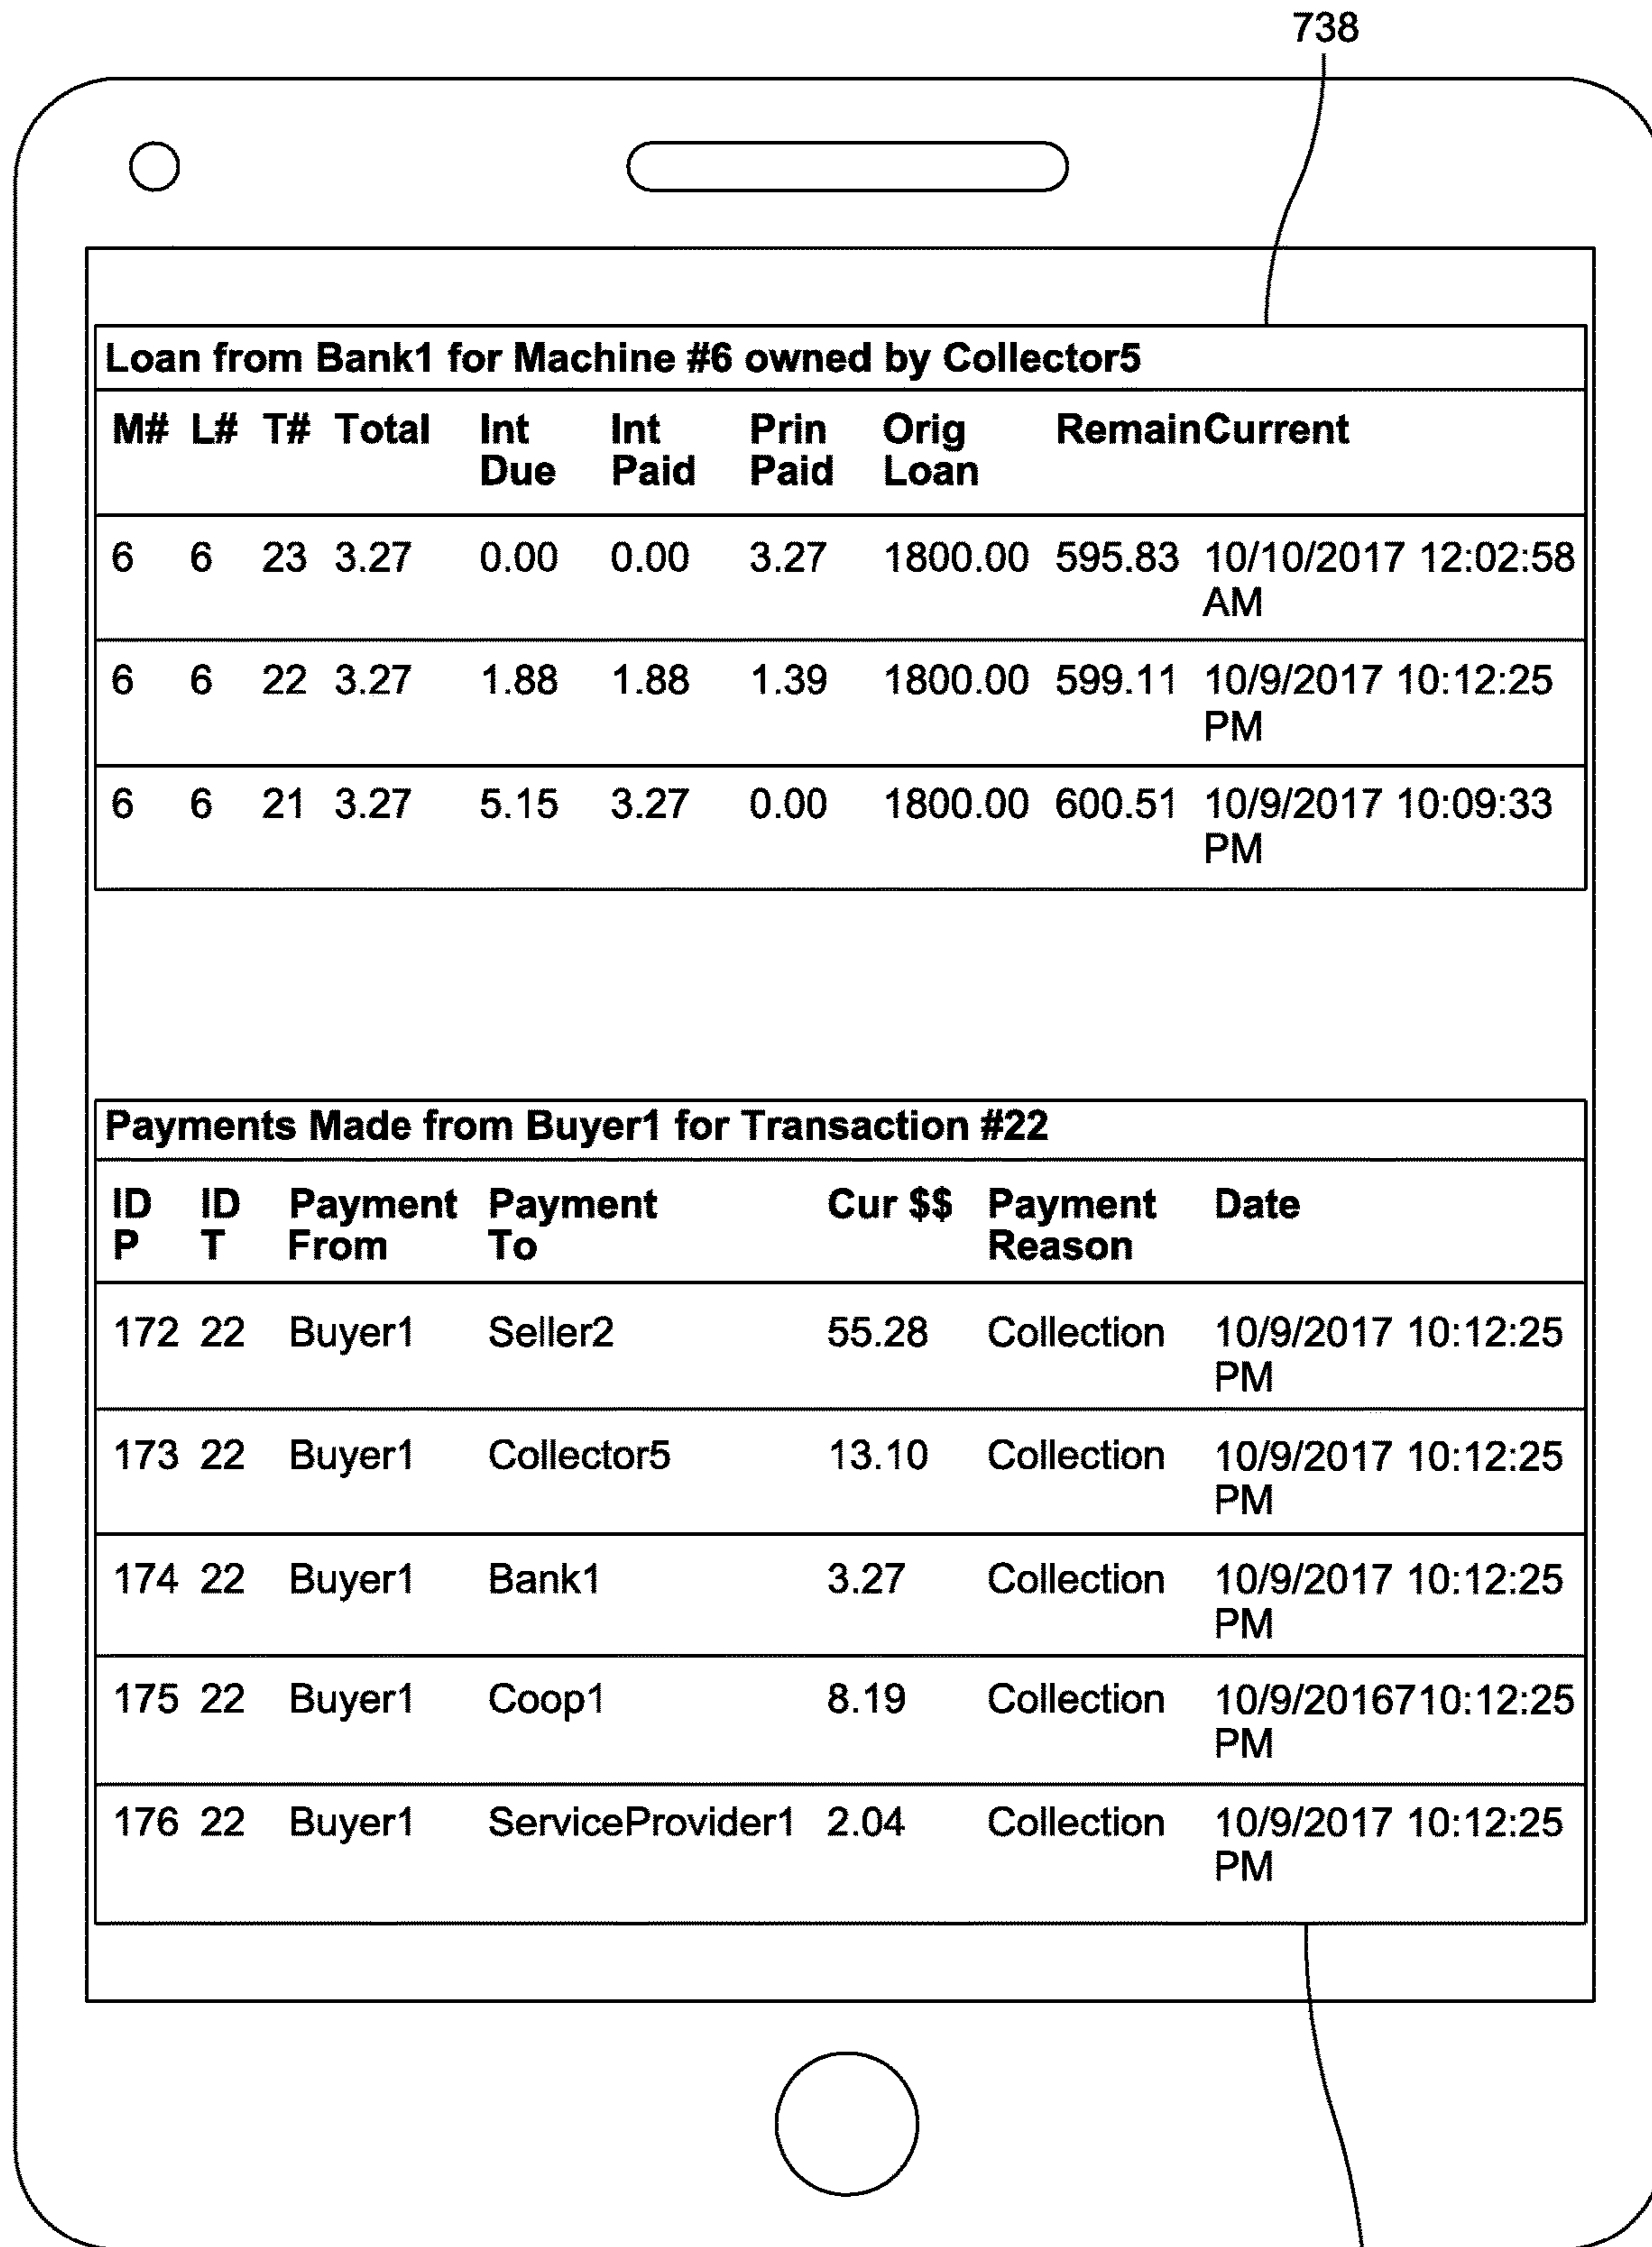 738
Loan from Bank1 for Machine #6 owned by Collector5
M# L# T# Total Int Int Prin Orig RemainCurrent
Due Paid Paid Loan
6 6 23 3.27 0.00 0.00 3.27 1800.00 595.83 10/10/2017 12:02:58
AM
6 6 22 3.27 1.88 1.88 1.39 1800.00 599.11 10/9/2017 10:12:25
PM
6 6 21 3.27 5.15 3.27 0.00 1800.00 600.51 10/9/2017 10:09:33
PM
Payments Made from Buyer1 for Transaction #22
ID ID Payment Payment Cur $$ Payment Date
P T From To Reason
172 22 Buyer1 Seller2 55.28 Collection 10/9/2017 10:12:25
PM
173 22 Buyer1 Collector5 13.10 Collection 10/9/2017 10:12:25
PM
174 22 Buyer1 Bank1 3.27 Collection 10/9/2017 10:12:25
PM
175 22 Buyer1 Coop1 8.19 Collection 10/9/2016710:12:25
PM
176 22 Buyer1 ServiceProvider1 2.04 Collection 10/9/2017 10:12:25
PM